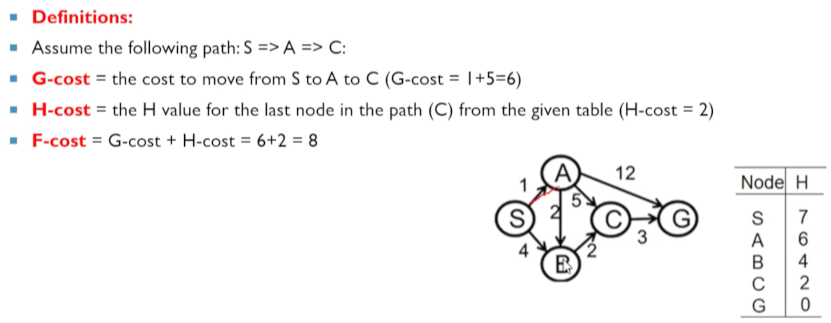 Definitions:
Assume the following path: S => A => C:
G-cost = the cost to move from S to A to C (G-cost = 1+5=6)
H-cost = the H value for the last node in the path (C) from the given table (H-cost = 2)
F-cost = G-cost + H-cost = 6+2 = 8
A 12
1
5
S 2 C G
3
4 2
B
Node H
S 7
A 6
B 4
C 2
G 0